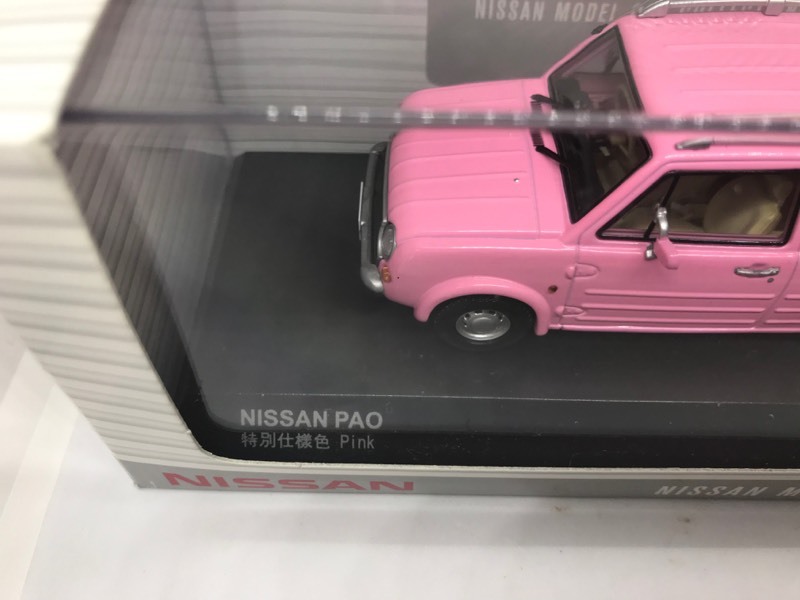 NISSAN MODEL
NISSAN PAO
特別仕様色 Pink
NISSAN
NISSAN M